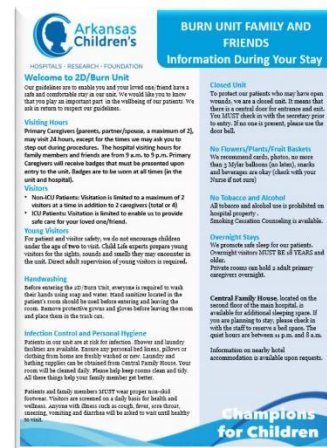 Arkansas
Children's
HOSPITALS • RESEARCH • FOUNDATION
BURN UNIT FAMILY AND
FRIENDS
Information During Your Stay
Welcome to 2D/Burn Unit
Our guidelines are to enable you and your loved one/friend have a
safe and comfortable stay in our unit. We would like you to know
that you play an important part in the wellbeing of our patients. We
ask in return to respect our guidelines.
Visiting Hours
Primary Caregivers (parents, partner/spouse, a maximum of 2),
may visit 24 hours, except for the times we may ask you to
step out during procedures. The hospital visiting hours for
family members and friends are from 9 a.m. to 9 p.m. Primary
Caregivers will receive badges that must be presented upon
entry to the unit. Badges are to be worn at all times (in the
unit and hospital).
Visitors
• Non-ICU Patients: Visitation is limited to a maximum of 2
visitors at a time in addition to 2 caregivers (total or 4)
• ICU Patients: Visitation is limited to enable us to provide
safe care for your loved one/friend.
Young Visitors
For patient and visitor safety, we do not encourage children
under the age of two to visit. Child Life experts prepare young
visitors for the sights, sounds and smells they may encounter in
the unit. Direct adult supervision of young visitors is required.
Handwashing
Before entering the 2D/Burn Unit, everyone is required to wash
their hands using soap and water. Hand sanitizer located in the
patient's room should be used before entering and leaving the
room. Remove protective gowns and gloves before leaving the room
and place them in the trash can.
Infection Control and Personal Hygiene
Patients in our unit are at risk for infection. Shower and laundry
facilities are available. Ensure any personal bed linens, pillows or
clothing from home are freshly washed or new. Laundry and
bathing supplies can be obtained from Central Family House. Your
room will be cleaned daily. Please help keep rooms clean and tidy.
All these things help your family member get better.
Patients and family members MUST wear proper non-skid
footwear. Visitors are screened on a daily basis for health and
wellness. Anyone with illness such as cough, fever, sore throat,
sneezing, vomiting and diarrhea will be asked to wait until healthy
to visit.
Closed Unit
To protect our patients who may have open
wounds, we are a closed unit. It means that
there is a central door for entrance and exit.
You MUST check in with the secretary prior
to entry. If no one is present, please use the
door bell.
No Flowers/Plants/Fruit Baskets
We recommend cards, photos, no more
than 3 Mylar balloons (no latex), snacks
and beverages are okay (check with your
Nurse if not sure)
No Tobacco and Alcohol
All tobacco and alcohol use is prohibited on
hospital property.
Smoking Cessation Counseling is available.
Overnight Stays
We promote safe sleep for our patients.
Overnight visitors MUST BE 18 YEARS and
older.
Private rooms can hold 2 adult primary
caregivers overnight.
Central Family House, located on the
second floor of the main hospital, is
available for additional sleeping space. If
you are planning to stay, please check in
with the staff to reserve a bed space. The
quiet hours are between 11 p.m. and 8 a.m.
Information on nearby hotel
accommodation is available upon requests.
Champions
for Children